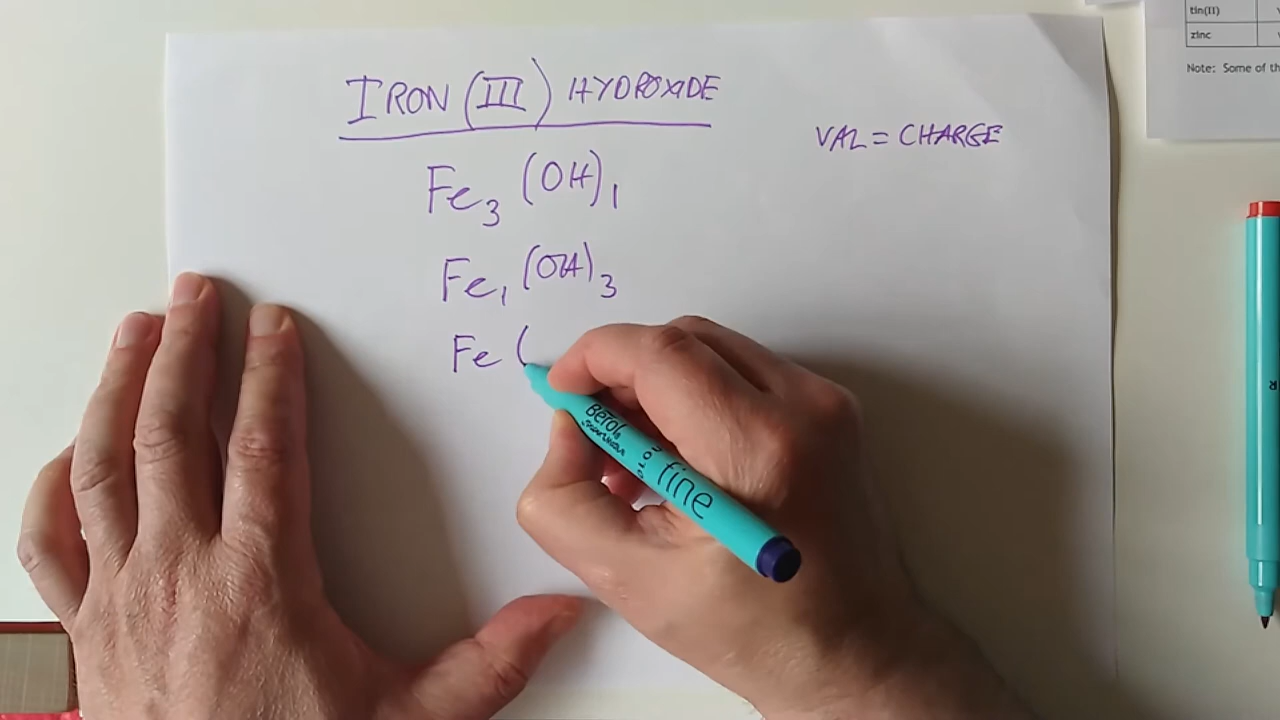 tin(II)
zinc
Note: Some of th
IRON (III) HYDROXIDE
VAL = CHARGE
Fe₃ (OH)₁
Fe₁ (OH)₃
Fe (
BEROL
fine